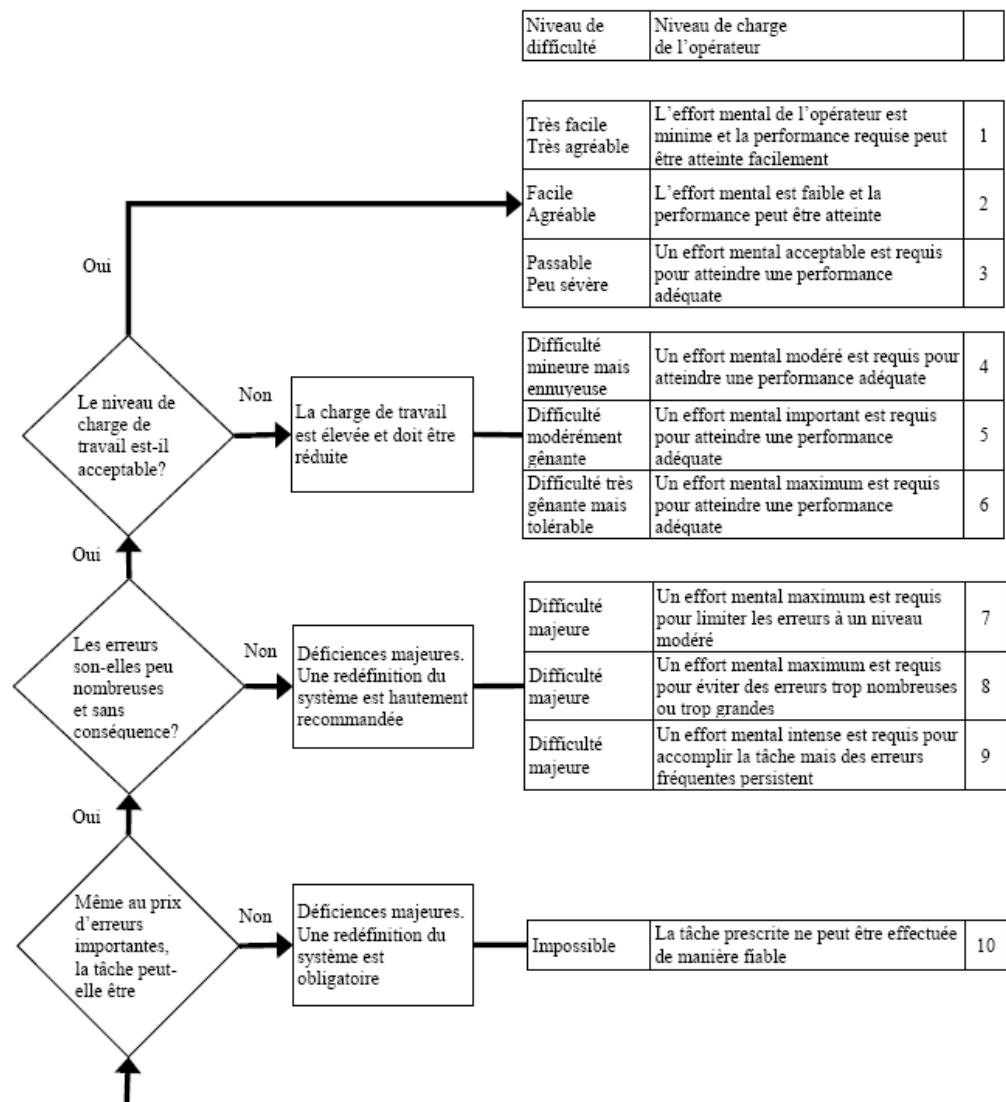 Niveau de
difficulté
Niveau de charge
de l'opérateur
Très facile
Très agréable
L'effort mental de l'opérateur est
minime et la performance requise peut
être atteinte facilement
1
Facile
Agréable
L'effort mental est faible et la
performance peut être atteinte
2
Passable
Peu sévère
Un effort mental acceptable est requis
pour atteindre une performance
adéquate
3
Oui
Le niveau de
charge de
travail est-il
acceptable?
Non
La charge de travail
est élevée et doit être
réduite
Difficulté
mineure mais
ennuyeuse
Un effort mental modéré est requis pour
atteindre une performance adéquate
4
Difficulté
modérément
gênante
Un effort mental important est requis
pour atteindre une performance
adéquate
5
Difficulté très
gênante mais
tolérable
Un effort mental maximum est requis
pour atteindre une performance
adéquate
6
Oui
Les erreurs
son-elles peu
nombreuses
et sans
conséquence?
Non
Déficiences majeures.
Une redéfinition du
système est hautement
recommandée
Difficulté
majeure
Un effort mental maximum est requis
pour limiter les erreurs à un niveau
modéré
7
Difficulté
majeure
Un effort mental maximum est requis
pour éviter des erreurs trop nombreuses
ou trop grandes
8
Difficulté
majeure
Un effort mental intense est requis pour
accomplir la tâche mais des erreurs
fréquentes persistent
9
Oui
Même au prix
d'erreurs
importantes,
la tâche peut-
elle être
Non
Déficiences majeures.
Une redéfinition du
système est
obligatoire
Impossible
La tâche prescrite ne peut être effectuée
de manière fiable
10